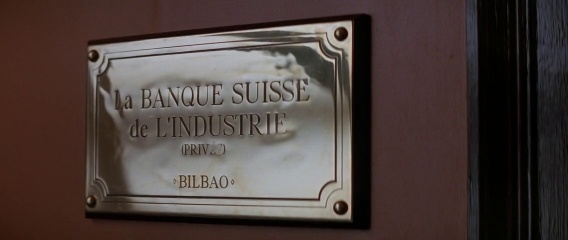 La BANQUE SUISSE
de L'INDUSTRIE
◦BILBAO◦